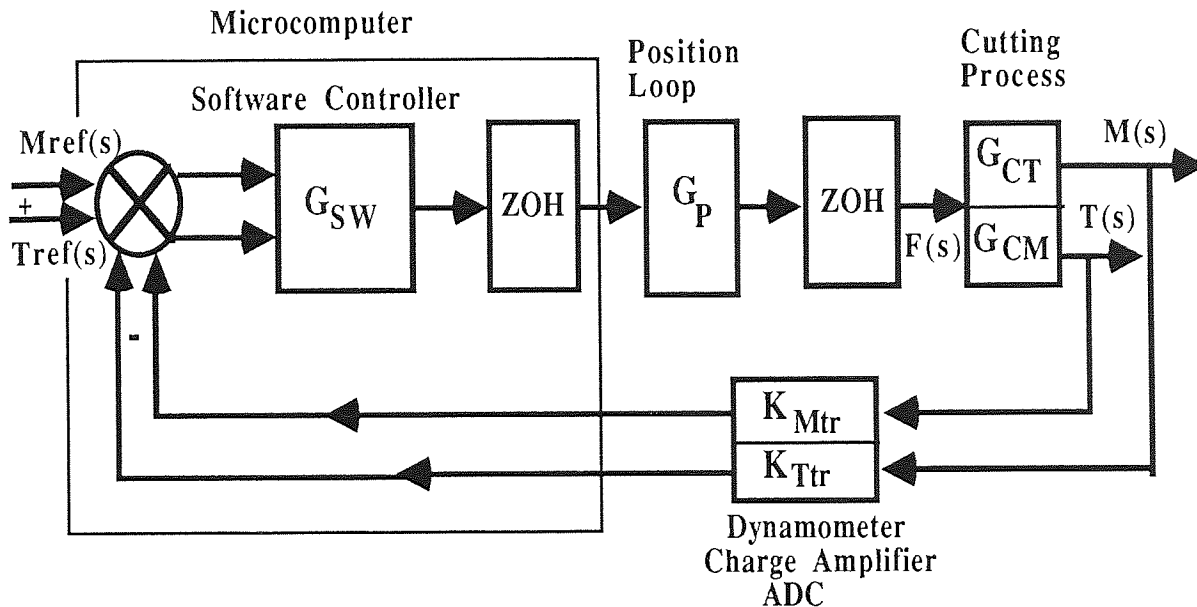 Microcomputer
Position
Loop
Cutting
Process
Software Controller
Mref(s)
+
Tref(s)
G_SW
ZOH
G_P
ZOH
F(s)
G_CT
G_CM
M(s)
T(s)
-
K_Mtr
K_Ttr
Dynamometer
Charge Amplifier
ADC